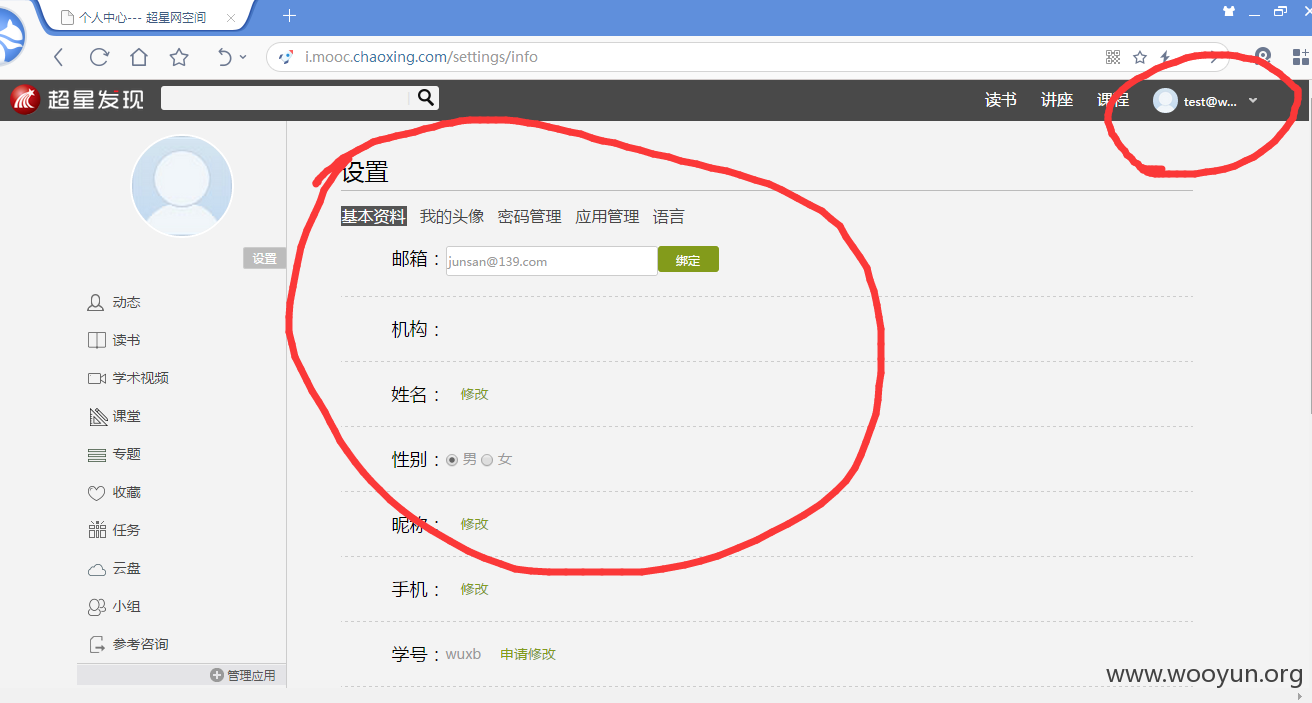 个人中心--- 超星网空间
i.mooc.chaoxing.com/settings/info
超星发现
读书 讲座 课程 test@w...
设置
基本资料 我的头像 密码管理 应用管理 语言
邮箱： junsan@139.com 绑定
设置
动态
机构：
读书
学术视频
姓名： 修改
课堂
专题
性别： 男 女
收藏
昵称： 修改
任务
云盘
手机： 修改
小组
参考咨询
学号： wuxb 申请修改
管理应用
www.wooyun.org